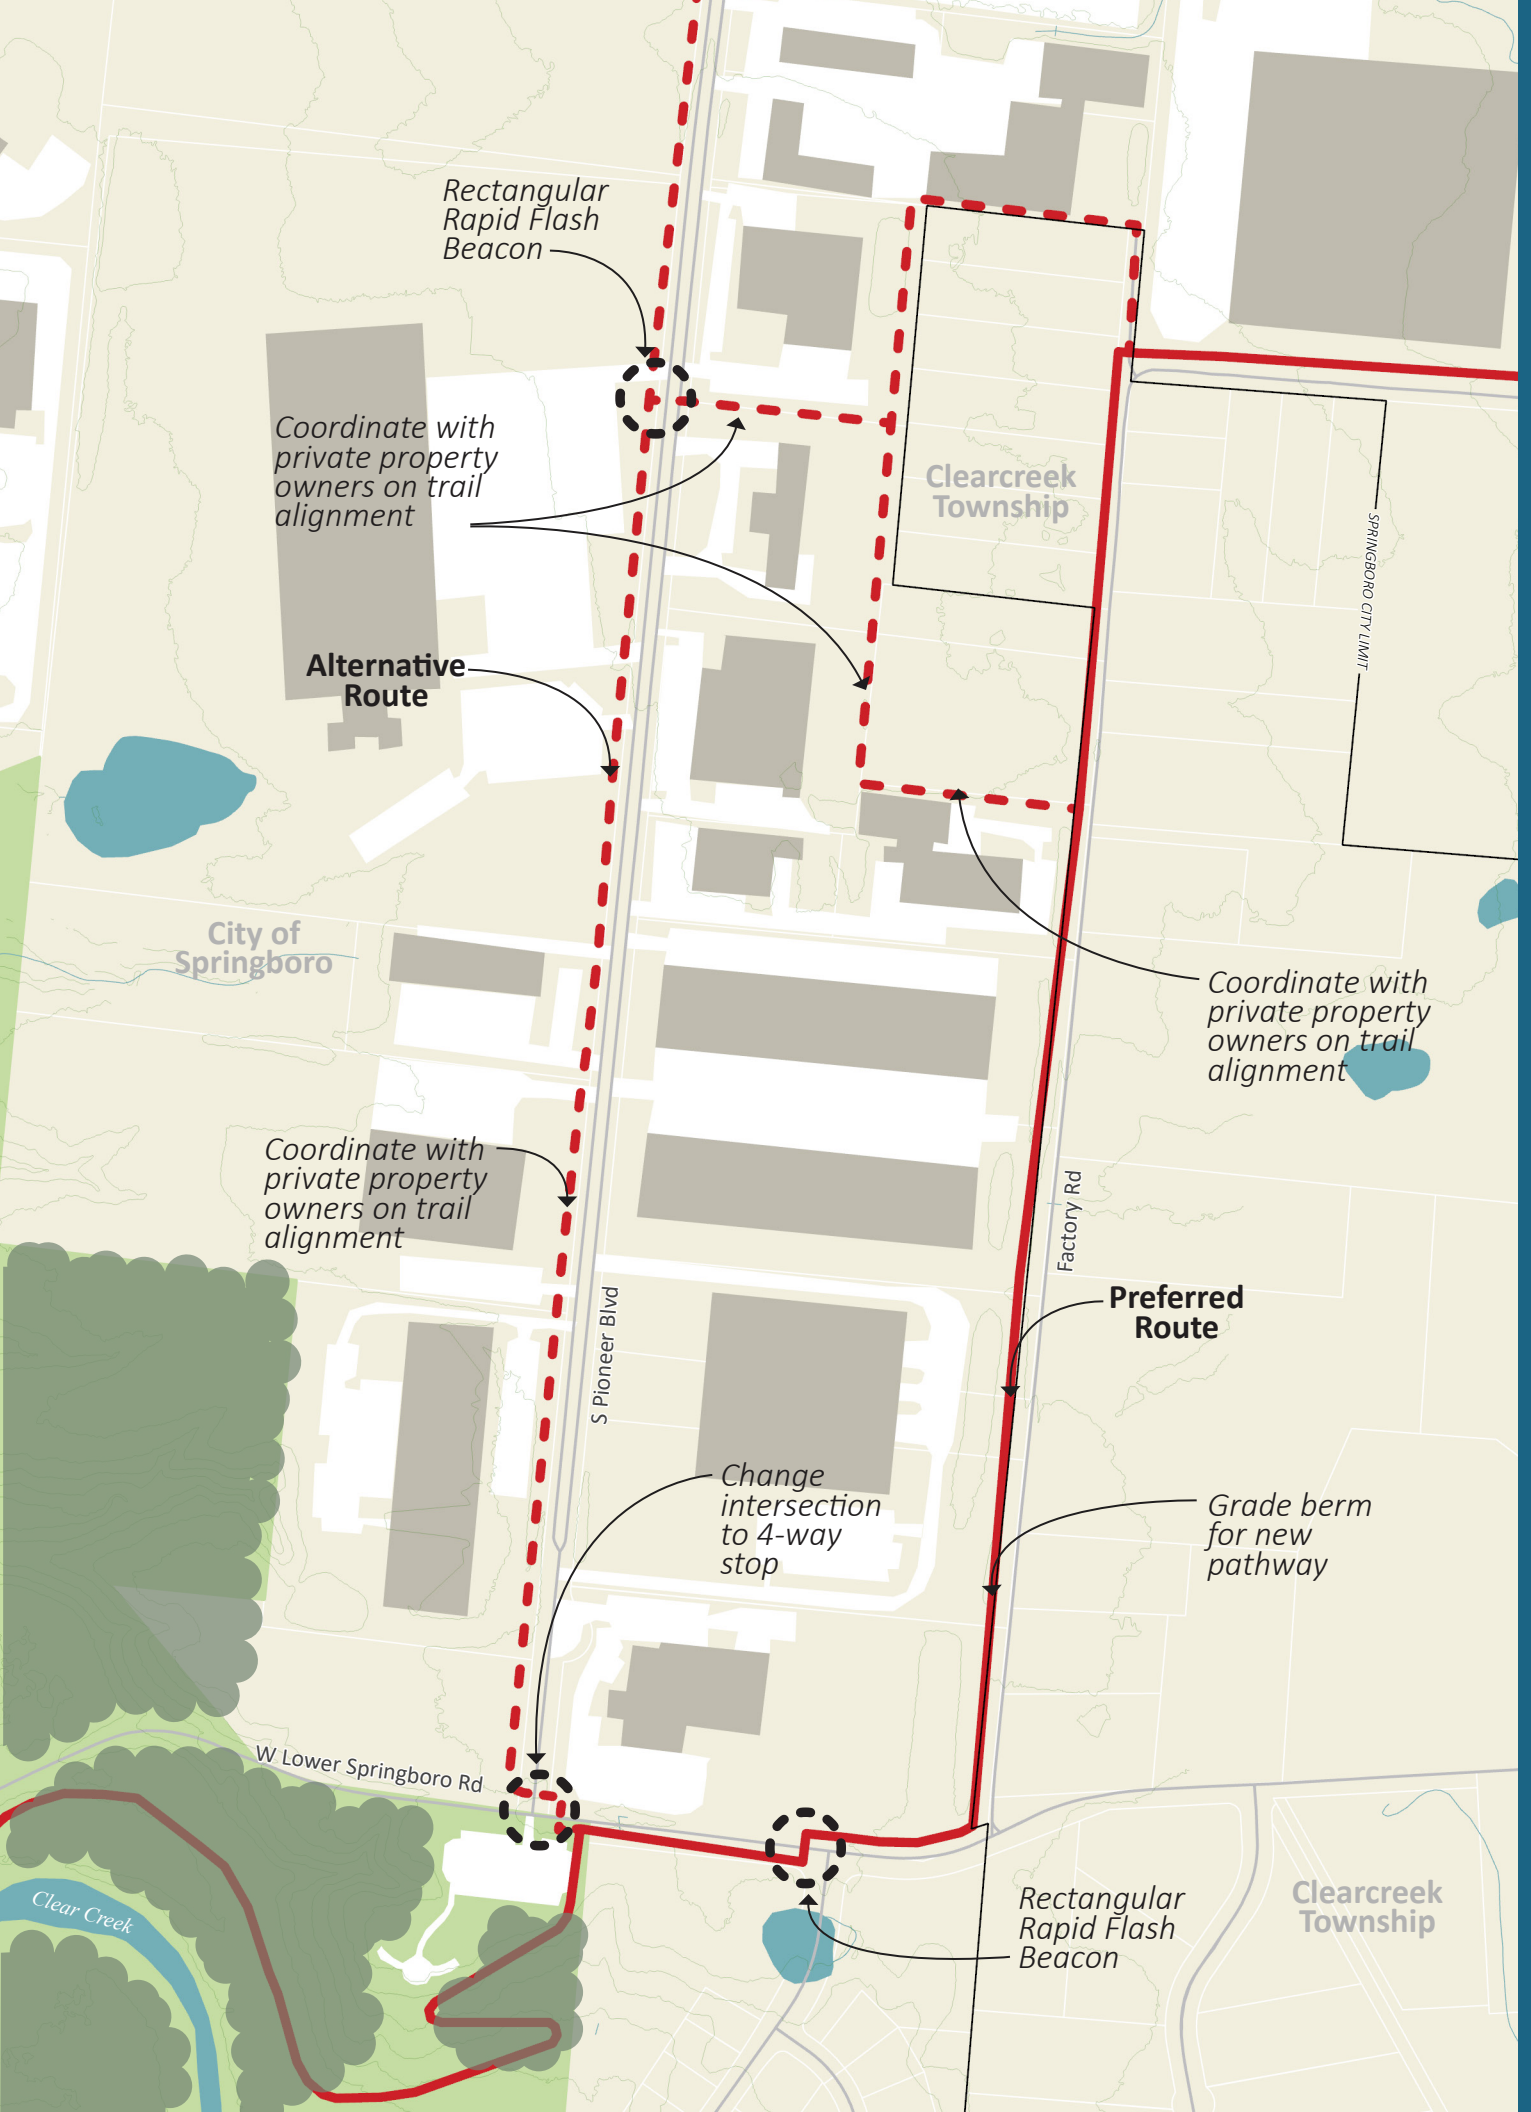 Rectangular
Rapid Flash
Beacon
Coordinate with
private property
owners on trail
alignment
Clearcreek
Township
SPRINGBORO CITY LIMIT
Alternative
Route
City of
Springboro
Coordinate with
private property
owners on trail
alignment
Coordinate with
private property
owners on trail
alignment
Factory Rd
Preferred
Route
S Pioneer Blvd
Change
intersection
to 4-way
stop
Grade berm
for new
pathway
W Lower Springboro Rd
Clear Creek
Rectangular
Rapid Flash
Beacon
Clearcreek
Township